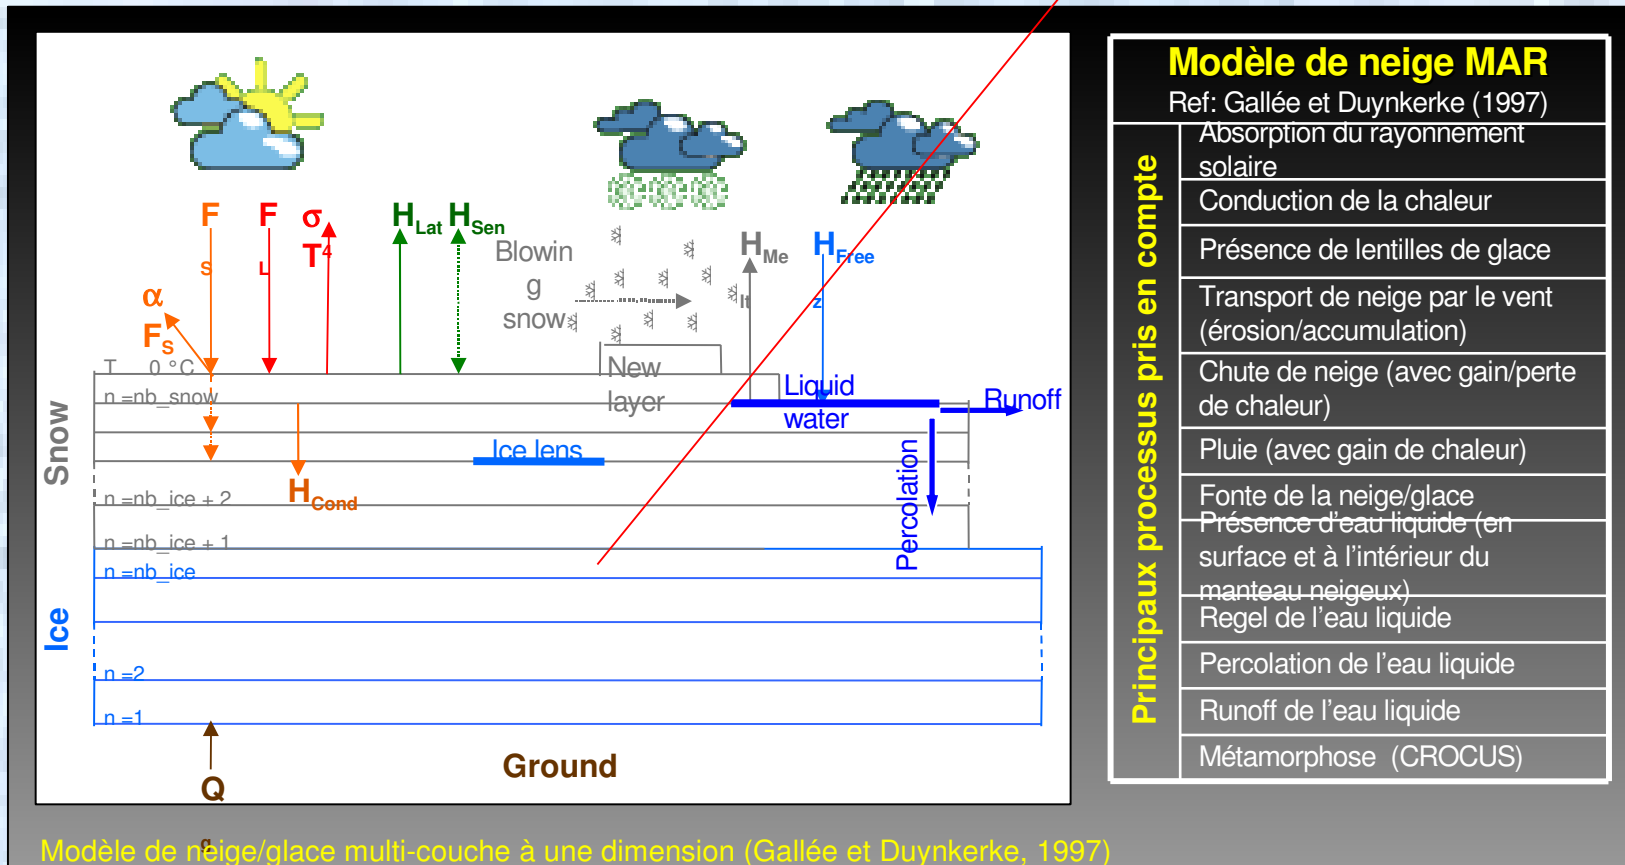 F
S
F
L
σ
T4
HLat
HSen
α
FS
Blowin
g
snow
HMe
lt
HFree
z
T 0 °C
n =nb_snow
New
layer
Liquid
water
Runoff
Ice lens
HCond
Percolation
Snow
n =nb_ice + 2
n =nb_ice + 1
n =nb_ice
Ice
n =2
n =1
Ground
Q
g
Modèle de neige/glace multi-couche à une dimension (Gallée et Duynkerke, 1997)
Modèle de neige MAR
Ref: Gallée et Duynkerke (1997)
Principaux processus pris en compte
Absorption du rayonnement
solaire
Conduction de la chaleur
Présence de lentilles de glace
Transport de neige par le vent
(érosion/accumulation)
Chute de neige (avec gain/perte
de chaleur)
Pluie (avec gain de chaleur)
Fonte de la neige/glace
Présence d'eau liquide (en
surface et à l'intérieur du
manteau neigeux)
Regel de l'eau liquide
Percolation de l'eau liquide
Runoff de l'eau liquide
Métamorphose (CROCUS)